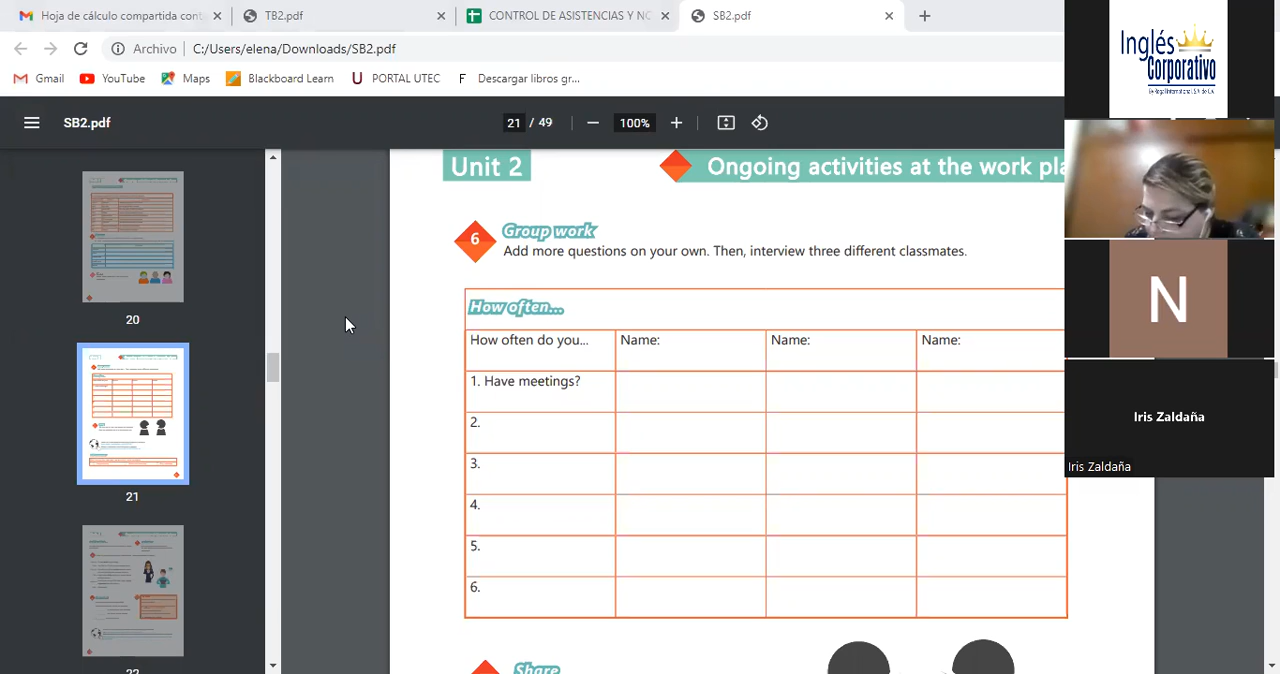 Hoja de cálculo compartida cont
TB2.pdf
CONTROL DE ASISTENCIAS Y NO
SB2.pdf
Archivo
C:/Users/elena/Downloads/SB2.pdf
Gmail
YouTube
Maps
Blackboard Learn
PORTAL UTEC
Descargar libros gr...
SB2.pdf
21 / 49
100%
Inglés
Corporativo
N
Iris Zaldaña
Iris Zaldaña
20
21
22
Unit 2
Ongoing activities at the work pla
6
Group work
Add more questions on your own. Then, interview three different classmates.
How often...
How often do you... Name: Name: Name:
1. Have meetings?
2.
3.
4.
5.
6.
Share